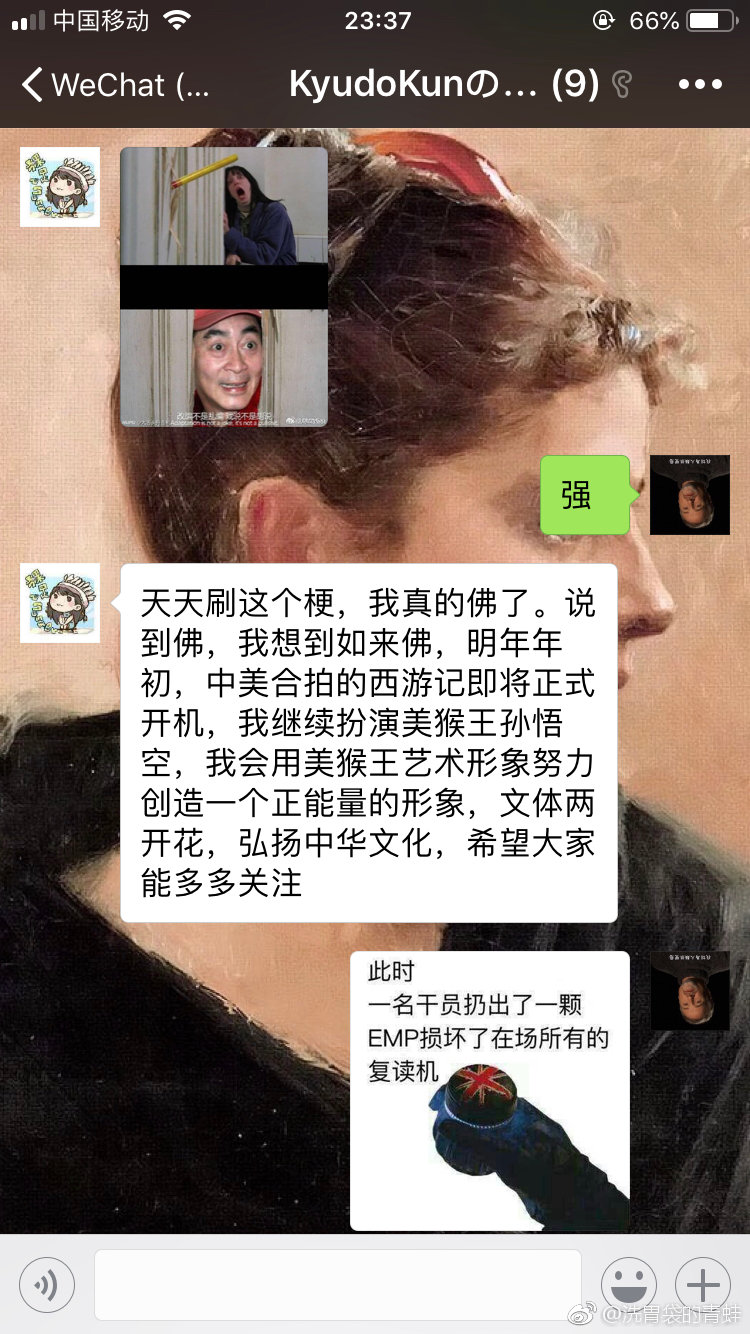 中国移动
23:37
66%
WeChat (...
KyudoKunの... (9)
改编不是乱编 戏说不是胡说
Adaptation is not a joke, it's not a
强
天天刷这个梗，我真的佛了。说
到佛，我想到如来佛，明年年
初，中美合拍的西游记即将正式
开机，我继续扮演美猴王孙悟
空，我会用美猴王艺术形象努力
创造一个正能量的形象，文体两
开花，弘扬中华文化，希望大家
能多多关注
此时
一名干员扔出了一颗
EMP损坏了在场所有的
复读机
@洗胃袋的青蛙